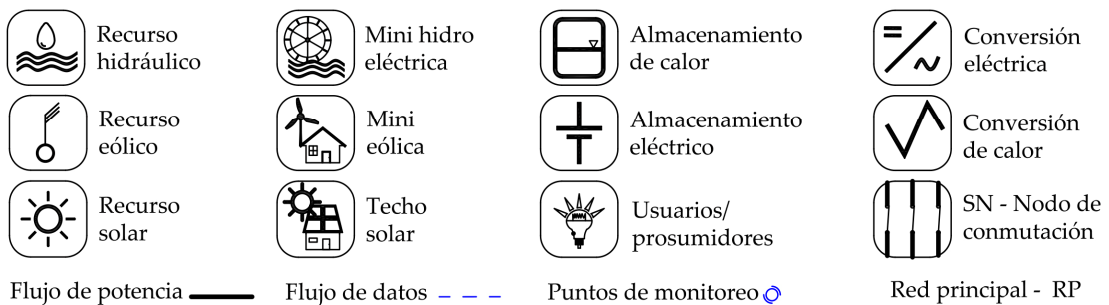 Recurso
hidráulico
Mini hidro
eléctrica
Almacenamiento
de calor
Conversión
eléctrica
Recurso
eólico
Mini
eólica
Almacenamiento
eléctrico
Conversión
de calor
Recurso
solar
Techo
solar
Usuarios/
prosumidores
SN - Nodo de
conmutación
Flujo de potencia
Flujo de datos
Puntos de monitoreo
Red principal - RP